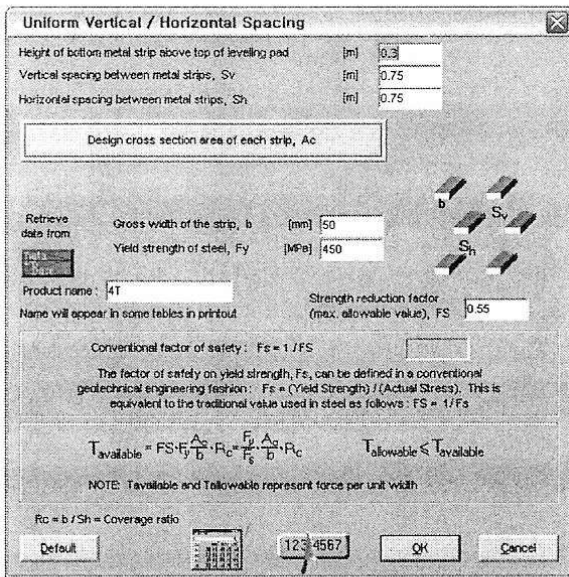 Uniform Vertical / Horizontal Spacing
Height of bottom metal strip above top of leveling pad [m] 0.3
Vertical spacing between metal strips, Sv [m] 0.75
Horizontal spacing between metal strips, Sh [m] 0.75
Design cross section area of each strip, Ac
b
Sv
Sh
Retrieve data from
Gross width of the strip, b [mm] 50
Yield strength of steel, Fy [MPa] 450
Product name : 4T
Name will appear in some tables in printout
Strength reduction factor
(max. allowable value), FS 0.55
Conventional factor of safety : Fs = 1 / FS
The factor of safety on yield strength, Fs, can be defined in a conventional
geotechnical engineering fashion : Fs = (Yield Strength) / (Actual Stress). This is
equivalent to the traditional value used in steel as follows : FS = 1/Fs
Tavailable = FS·Fy·Ac/b·Rc = Fy/Fs·Ac/b·Rc Tallowable ≤ Tavailable
NOTE: Tavailable and Tallowable represent force per unit width
Rc = b / Sh = Coverage ratio
Default
123 4567
OK
Cancel